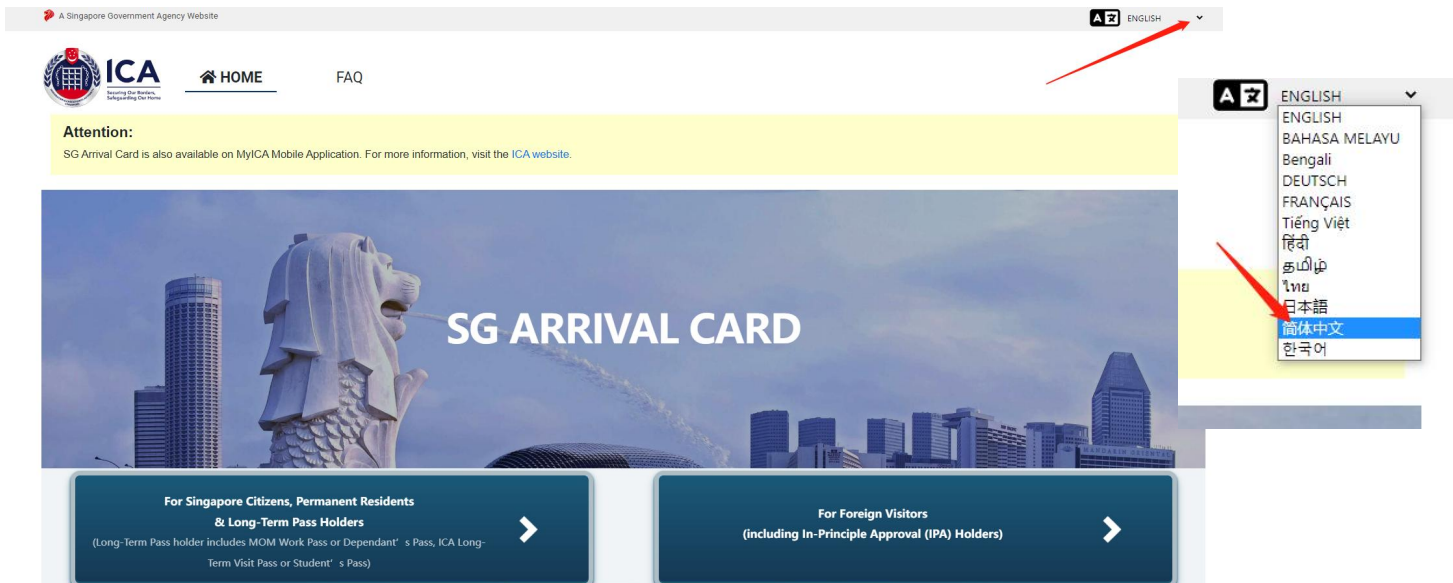 A Singapore Government Agency Website
A 文 ENGLISH
ICA
Securing Our Borders,
Safeguarding Our Home
HOME
FAQ
Attention:
SG Arrival Card is also available on MyICA Mobile Application. For more information, visit the ICA website.
A 文 ENGLISH
ENGLISH
BAHASA MELAYU
Bengali
DEUTSCH
FRANÇAIS
Tiếng Việt
हिंदी
தமிழ்
ไทย
日本語
简体中文
한국어
SG ARRIVAL CARD
MANDARIN ORIENTAL
For Singapore Citizens, Permanent Residents
& Long-Term Pass Holders
(Long-Term Pass holder includes MOM Work Pass or Dependant’s Pass, ICA Long-
Term Visit Pass or Student’s Pass)
For Foreign Visitors
(including In-Principle Approval (IPA) Holders)